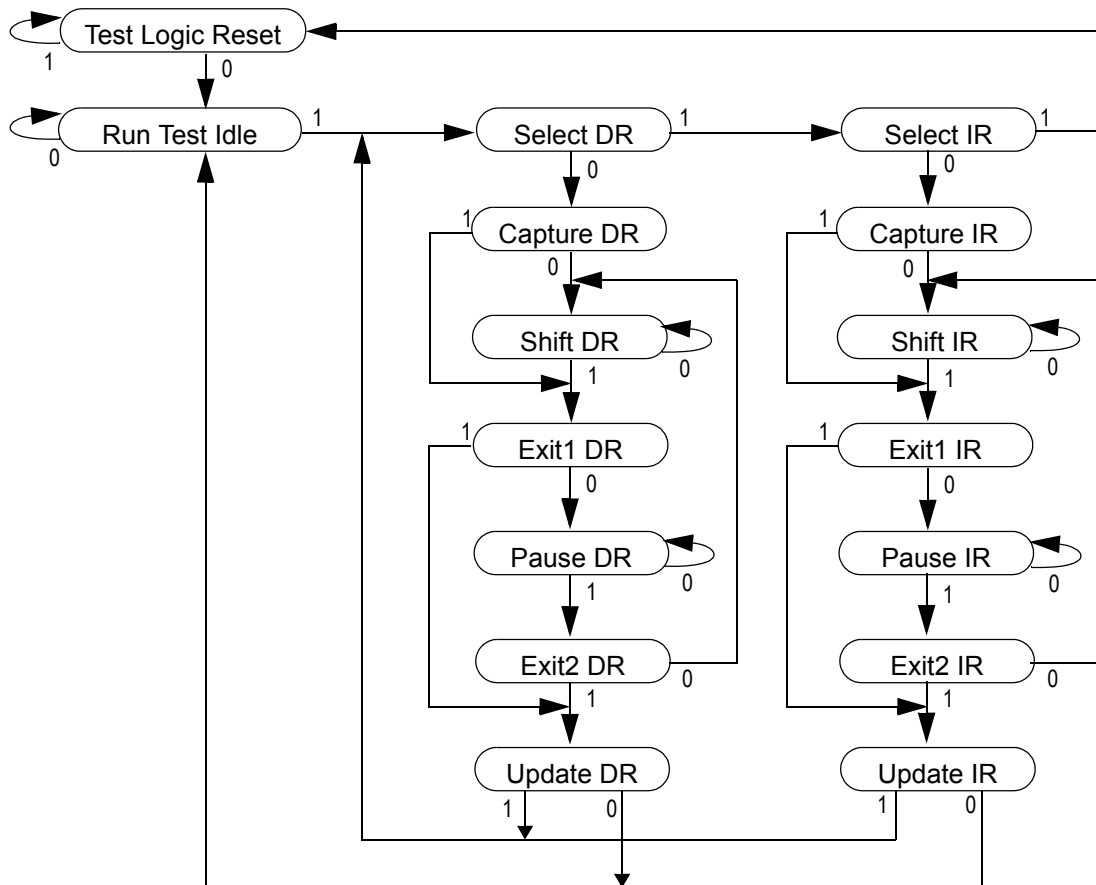 Test Logic Reset
1
0
Run Test Idle
1
Select DR
1
Select IR
1
0
0
0
1
Capture DR
1
Capture IR
0
0
Shift DR
Shift IR
0
0
1
1
1
Exit1 DR
1
Exit1 IR
0
0
Pause DR
Pause IR
0
0
1
1
Exit2 DR
Exit2 IR
0
0
1
1
Update DR
Update IR
1
0
1
0